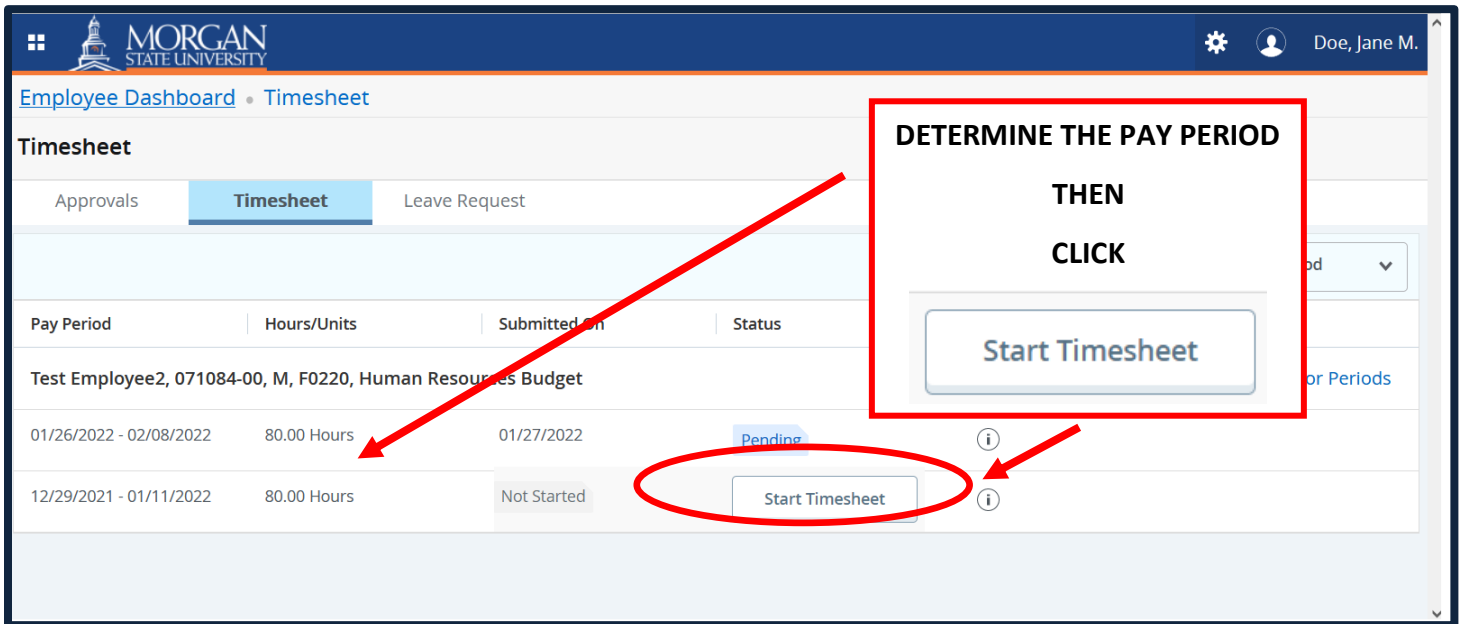 MORGAN
STATE UNIVERSITY
Doe, Jane M.
Employee Dashboard • Timesheet
Timesheet
Approvals Timesheet Leave Request
DETERMINE THE PAY PERIOD
THEN
CLICK
Start Timesheet
Pay Period Hours/Units Submitted On Status
Test Employee2, 071084-00, M, F0220, Human Resources Budget or Periods
01/26/2022 - 02/08/2022 80.00 Hours 01/27/2022 Pending
12/29/2021 - 01/11/2022 80.00 Hours Not Started Start Timesheet